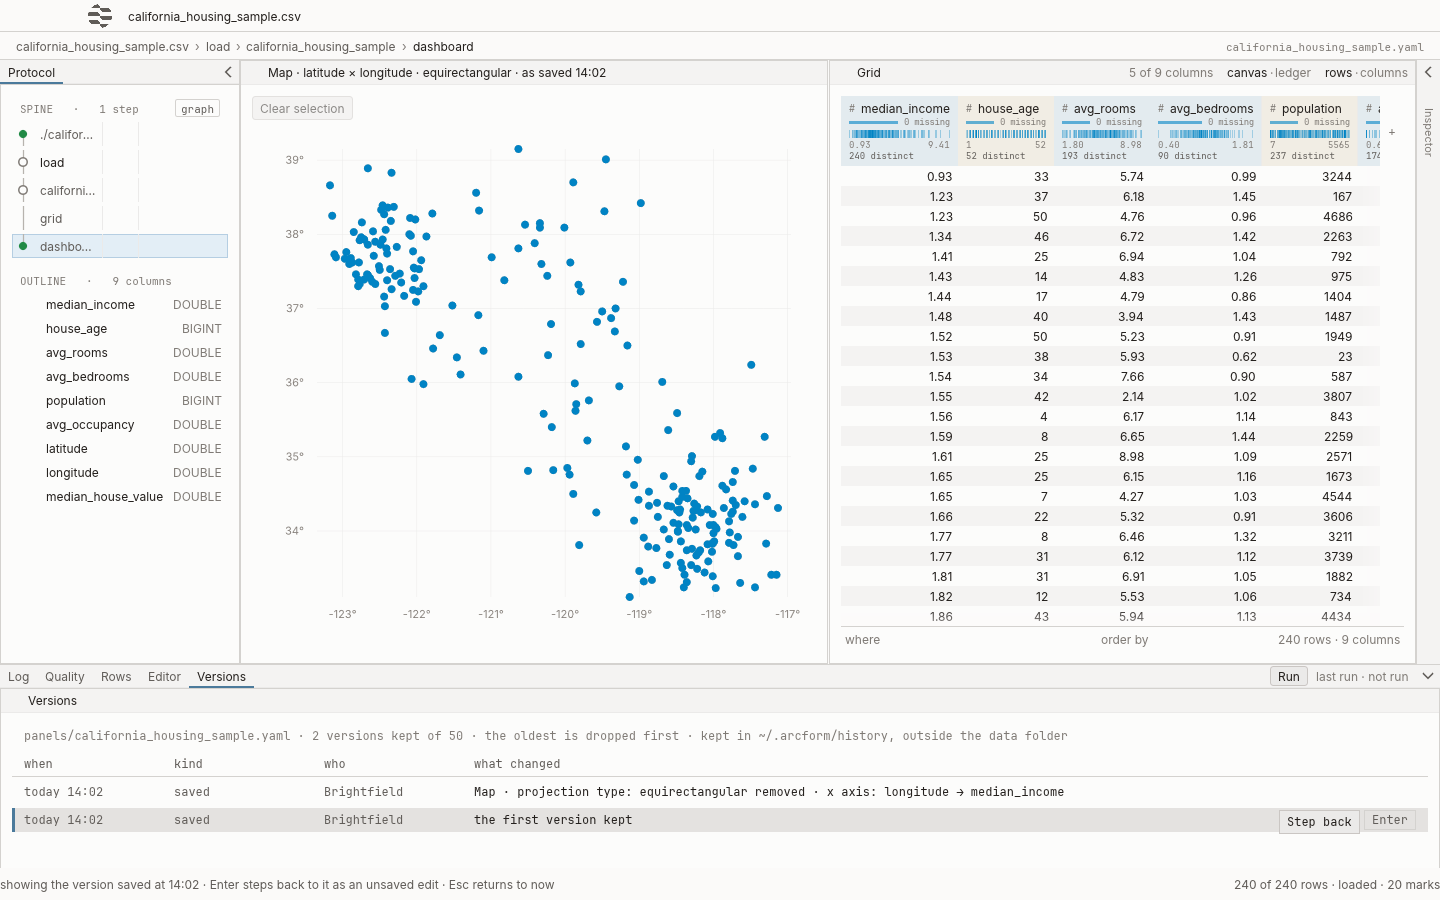 california_housing_sample.csv
california_housing_sample.csv › load › california_housing_sample › dashboard
california_housing_sample.yaml
Protocol
SPINE · 1 step
graph
./califor...
load
californi...
grid
dashbo...
OUTLINE · 9 columns
median_income DOUBLE
house_age BIGINT
avg_rooms DOUBLE
avg_bedrooms DOUBLE
population BIGINT
avg_occupancy DOUBLE
latitude DOUBLE
longitude DOUBLE
median_house_value DOUBLE
Map · latitude × longitude · equirectangular · as saved 14:02
Clear selection
39°
38°
37°
36°
35°
34°
-123° -122° -121° -120° -119° -118° -117°
Grid
5 of 9 columns canvas · ledger rows · columns
# median_income # house_age # avg_rooms # avg_bedrooms # population #
0 missing 0 missing 0 missing 0 missing 0 missing
+
0.93 9.41 1 52 1.80 8.98 0.40 1.81 7 5565
240 distinct 52 distinct 193 distinct 90 distinct 237 distinct 174
0.93 33 5.74 0.99 3244
1.23 37 6.18 1.45 167
1.23 50 4.76 0.96 4686
1.34 46 6.72 1.42 2263
1.41 25 6.94 1.04 792
1.43 14 4.83 1.26 975
1.44 17 4.79 0.86 1404
1.48 40 3.94 1.43 1487
1.52 50 5.23 0.91 1949
1.53 38 5.93 0.62 23
1.54 34 7.66 0.90 587
1.55 42 2.14 1.02 3807
1.56 4 6.17 1.14 843
1.59 8 6.65 1.44 2259
1.61 25 8.98 1.09 2571
1.65 25 6.15 1.16 1673
1.65 7 4.27 1.03 4544
1.66 22 5.32 0.91 3606
1.77 8 6.46 1.32 3211
1.77 31 6.12 1.12 3739
1.81 31 6.91 1.05 1882
1.82 12 5.53 1.06 734
1.86 43 5.94 1.13 4434
where order by 240 rows · 9 columns
Inspector
Log Quality Rows Editor Versions
Run last run · not run
Versions
panels/california_housing_sample.yaml · 2 versions kept of 50 · the oldest is dropped first · kept in ~/.arcform/history, outside the data folder
when kind who what changed
today 14:02 saved Brightfield Map · projection type: equirectangular removed · x axis: longitude → median_income
today 14:02 saved Brightfield the first version kept
Step back Enter
showing the version saved at 14:02 · Enter steps back to it as an unsaved edit · Esc returns to now
240 of 240 rows · loaded · 20 marks